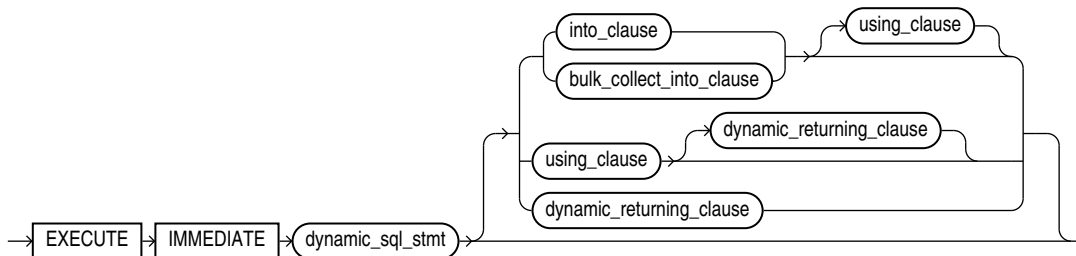 into_clause
using_clause
bulk_collect_into_clause
dynamic_returning_clause
using_clause
dynamic_returning_clause
EXECUTE IMMEDIATE dynamic_sql_stmt